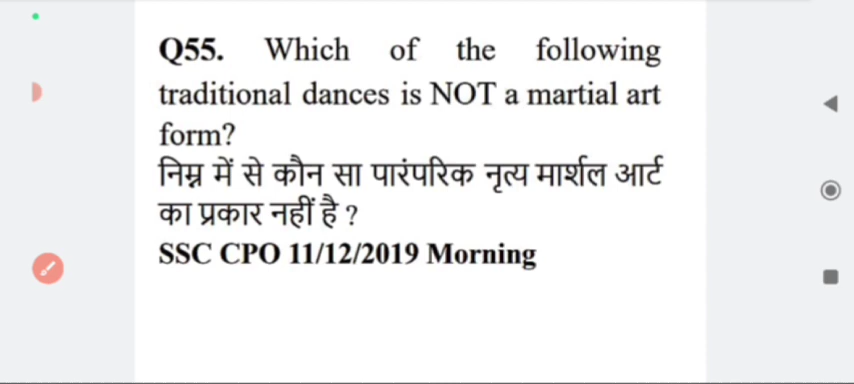 Q55. Which of the following
traditional dances is NOT a martial art
form?
निम्न में से कौन सा पारंपरिक नृत्य मार्शल आर्ट
का प्रकार नहीं है ?
SSC CPO 11/12/2019 Morning